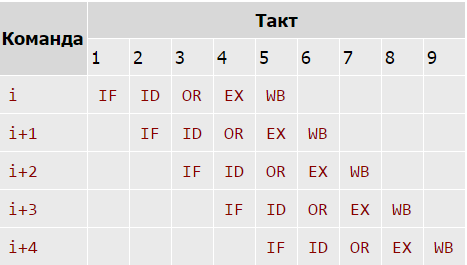 Команда Такт
1 2 3 4 5 6 7 8 9
i IF ID OR EX WB
i+1 IF ID OR EX WB
i+2 IF ID OR EX WB
i+3 IF ID OR EX WB
i+4 IF ID OR EX WB